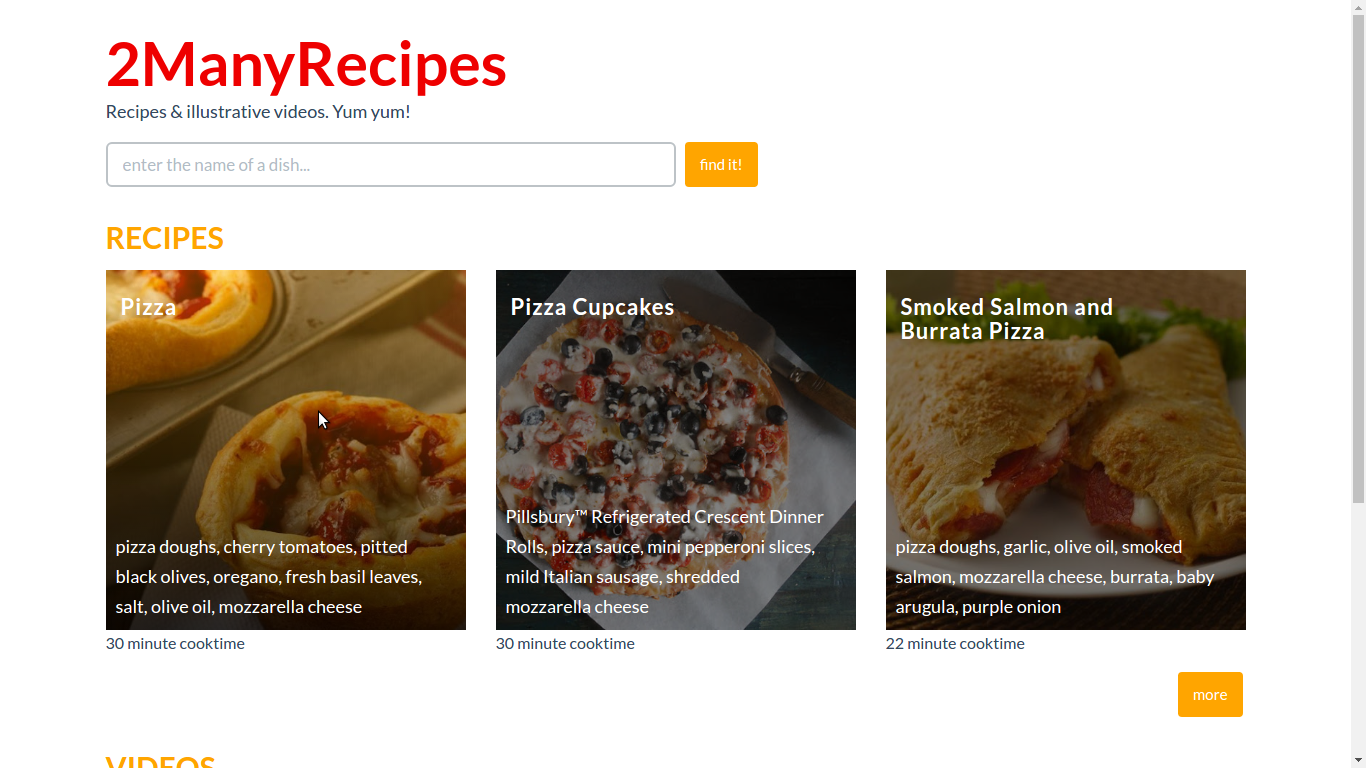 2ManyRecipes
Recipes & illustrative videos. Yum yum!
enter the name of a dish...
find it!
RECIPES
Pizza
pizza doughs, cherry tomatoes, pitted
black olives, oregano, fresh basil leaves,
salt, olive oil, mozzarella cheese
30 minute cooktime
Pizza Cupcakes
Pillsbury™ Refrigerated Crescent Dinner
Rolls, pizza sauce, mini pepperoni slices,
mild Italian sausage, shredded
mozzarella cheese
30 minute cooktime
Smoked Salmon and
Burrata Pizza
pizza doughs, garlic, olive oil, smoked
salmon, mozzarella cheese, burrata, baby
arugula, purple onion
22 minute cooktime
more
VIDEOS